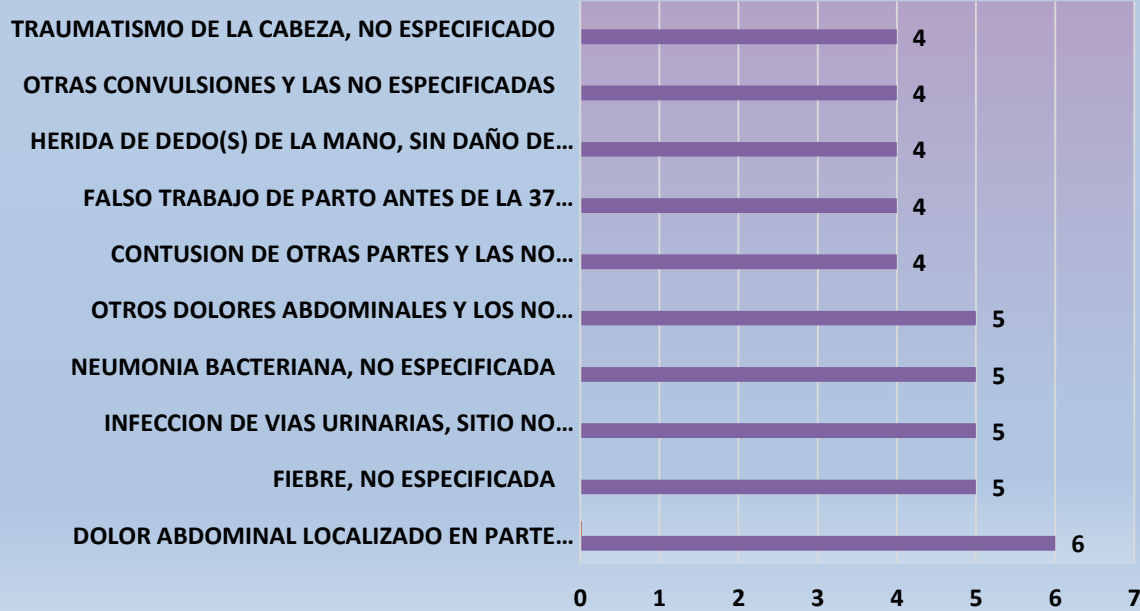 TRAUMATISMO DE LA CABEZA, NO ESPECIFICADO 4
OTRAS CONVULSIONES Y LAS NO ESPECIFICADAS 4
HERIDA DE DEDO(S) DE LA MANO, SIN DAÑO DE... 4
FALSO TRABAJO DE PARTO ANTES DE LA 37... 4
CONTUSION DE OTRAS PARTES Y LAS NO... 4
OTROS DOLORES ABDOMINALES Y LOS NO... 5
NEUMONIA BACTERIANA, NO ESPECIFICADA 5
INFECCION DE VIAS URINARIAS, SITIO NO... 5
FIEBRE, NO ESPECIFICADA 5
DOLOR ABDOMINAL LOCALIZADO EN PARTE... 6
0 1 2 3 4 5 6 7